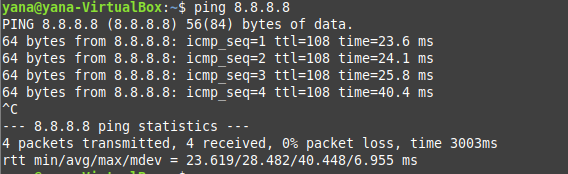 yana@yana-VirtualBox:~$ ping 8.8.8.8
PING 8.8.8.8 (8.8.8.8) 56(84) bytes of data.
64 bytes from 8.8.8.8: icmp_seq=1 ttl=108 time=23.6 ms
64 bytes from 8.8.8.8: icmp_seq=2 ttl=108 time=24.1 ms
64 bytes from 8.8.8.8: icmp_seq=3 ttl=108 time=25.8 ms
64 bytes from 8.8.8.8: icmp_seq=4 ttl=108 time=40.4 ms
^C
--- 8.8.8.8 ping statistics ---
4 packets transmitted, 4 received, 0% packet loss, time 3003ms
rtt min/avg/max/mdev = 23.619/28.482/40.448/6.955 ms